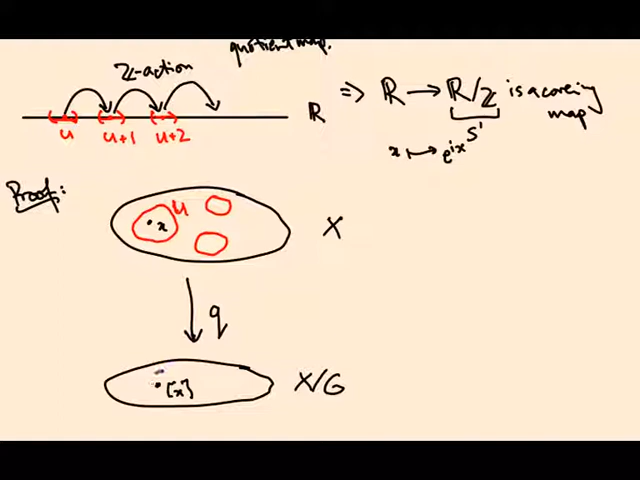 quotient map.
ℤ-action
ℝ
U U+1 U+2
=> ℝ → ℝ/ℤ is a covering map
S¹
x ↦ e^{ix}
Proof:
x U
X
q
[x]
X/G